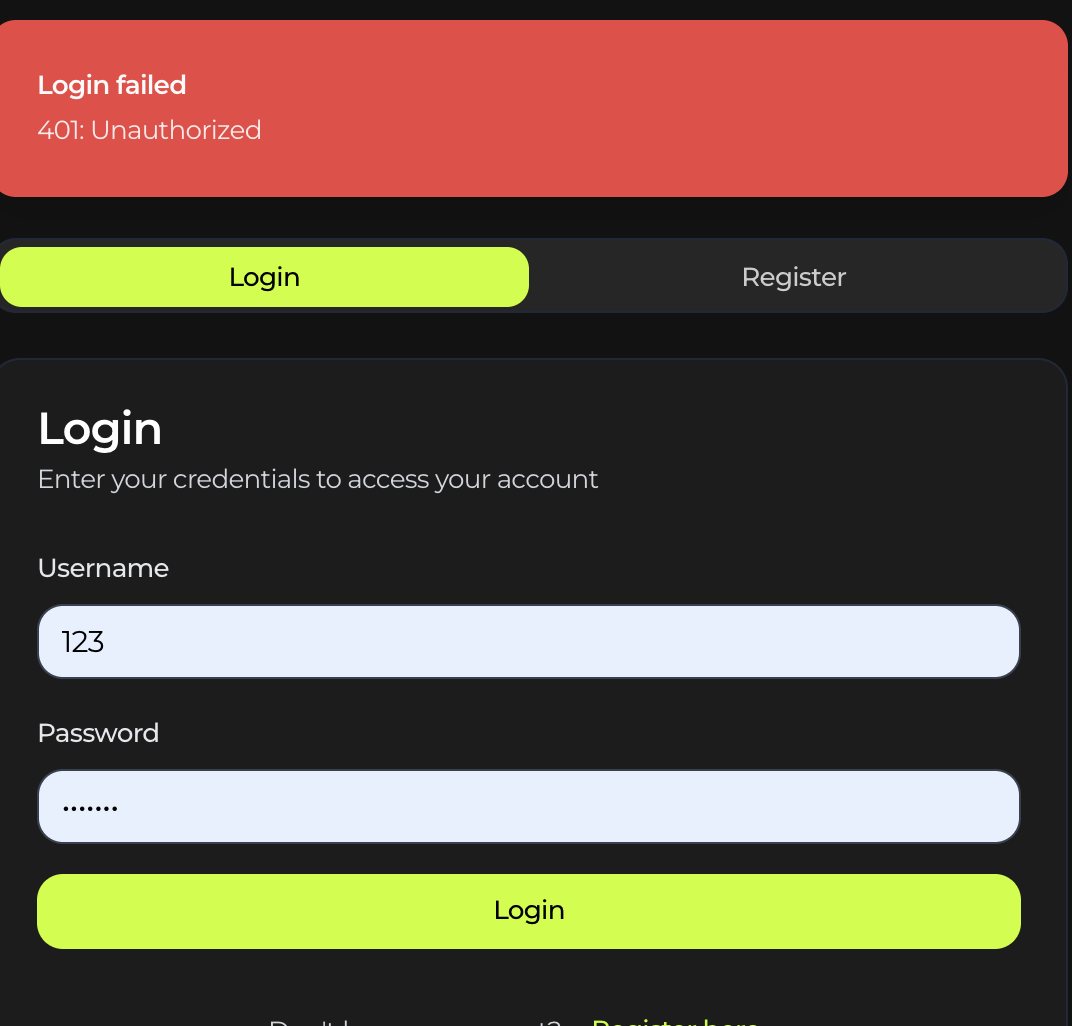 Login failed
401: Unauthorized
Login
Register
Login
Enter your credentials to access your account
Username
123
Password
•••••••
Login
Register here